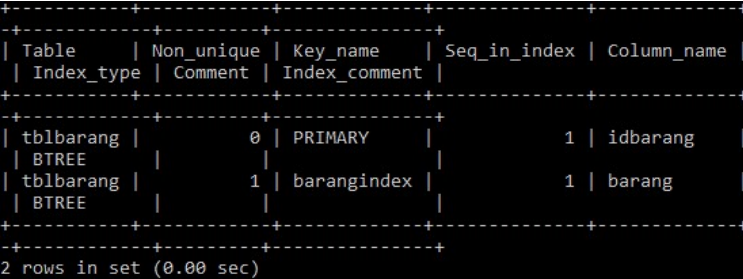 +-----------+------------+-------------+--------------+-------------+
-+------------+---------+---------------+
| Table     | Non_unique | Key_name    | Seq_in_index | Column_name |
 | Index_type | Comment | Index_comment |
+-----------+------------+-------------+--------------+-------------+
-+------------+---------+---------------+
| tblbarang |          0 | PRIMARY     |            1 | idbarang
 | BTREE      |         |               |
| tblbarang |          1 | barangindex |            1 | barang
 | BTREE      |         |               |
+-----------+------------+-------------+--------------+-------------+
-+------------+---------+---------------+
2 rows in set (0.00 sec)